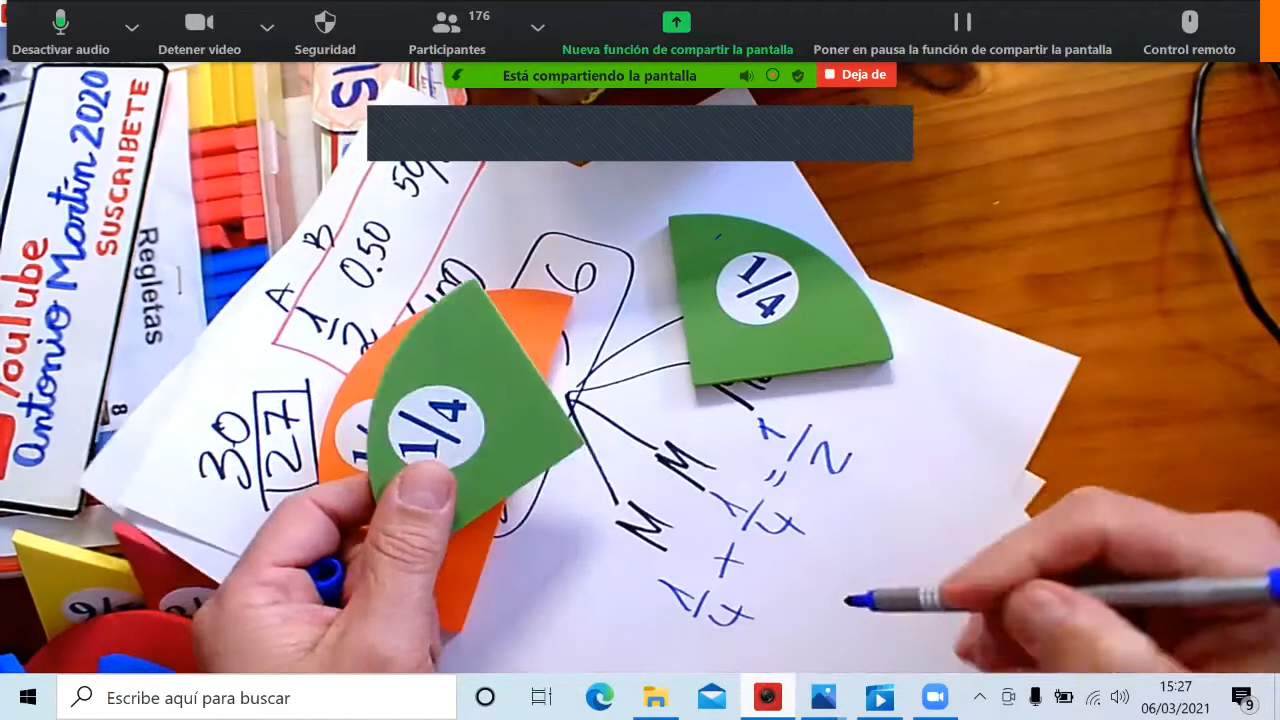 Desactivar audio
Detener video
Seguridad
Participantes
176
Nueva función de compartir la pantalla
Poner en pausa la función de compartir la pantalla
Control remoto
Está compartiendo la pantalla
Deja de
YouTube
Antonio Martín 2020
SUSCRIBETE
Regletas
8
A B
1/2 0.50
30
27
6
1/4
1/4
M M
1/4 + 1/4 = 1/2
Escribe aquí para buscar
15:27
06/03/2021
9